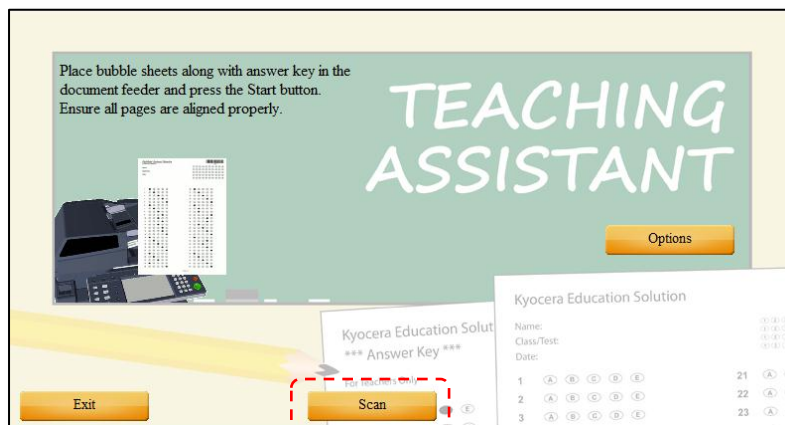 Place bubble sheets along with answer key in the
document feeder and press the Start button.
Ensure all pages are aligned properly.
TEACHING
ASSISTANT
Options
Kyocera Education Solution
Name:
Class/Test:
Date:
Kyocera Education Solut
*** Answer Key ***
For Teachers Only
1 A B C D E
2 A B C D E
3 A B C D E
21 A
22 A
23 A
E
Exit
Scan